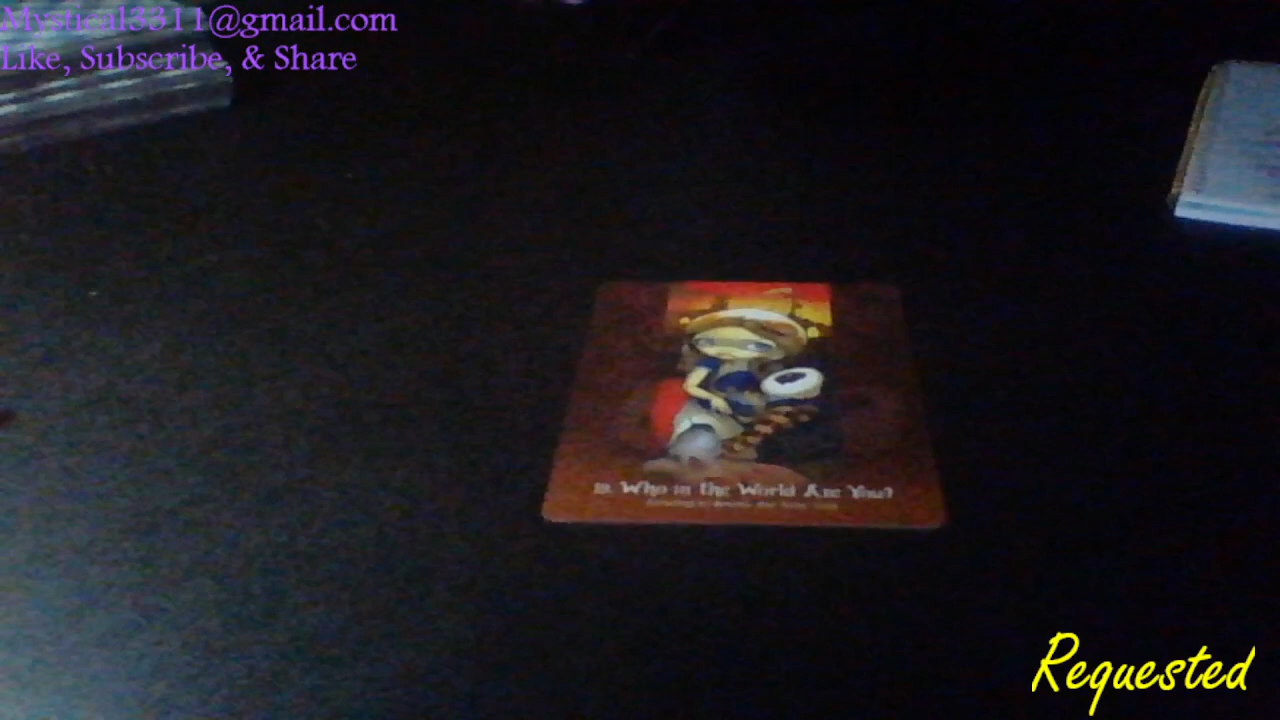 Mystical3311@gmail.com
Like, Subscribe, & Share
Who in the World Are You?
Requested